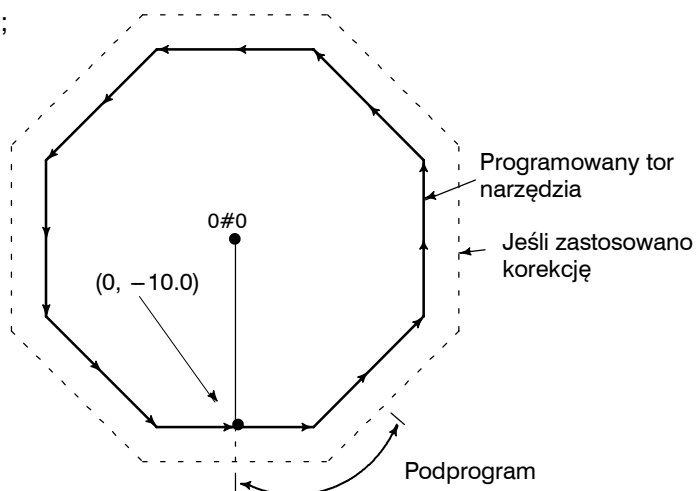 ;
Programowany tor
narzędzia
0#0
Jeśli zastosowano
korekcję
(0, −10.0)
Podprogram